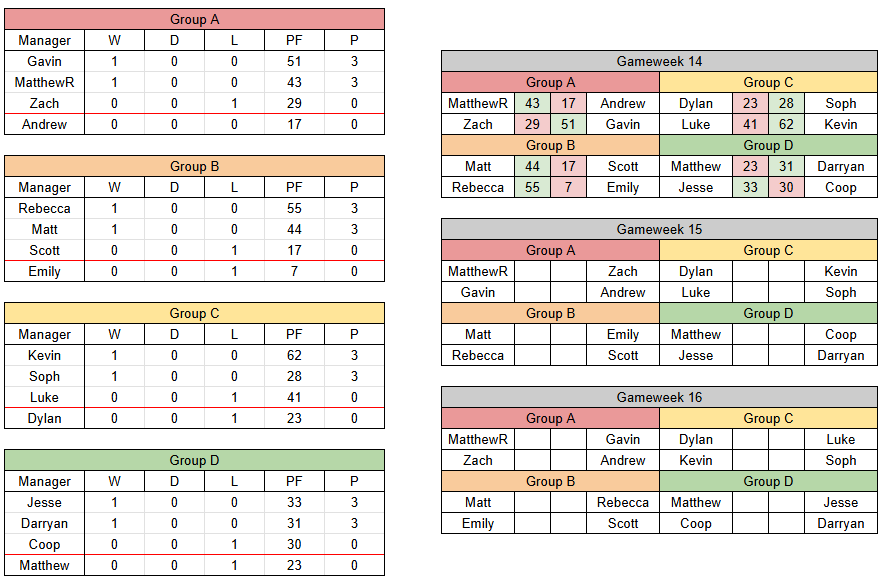 Group A
Manager W D L PF P
Gavin 1 0 0 51 3
MatthewR 1 0 0 43 3
Zach 0 0 1 29 0
Andrew 0 0 0 17 0
Group B
Manager W D L PF P
Rebecca 1 0 0 55 3
Matt 1 0 0 44 3
Scott 0 0 1 17 0
Emily 0 0 1 7 0
Group C
Manager W D L PF P
Kevin 1 0 0 62 3
Soph 1 0 0 28 3
Luke 0 0 1 41 0
Dylan 0 0 1 23 0
Group D
Manager W D L PF P
Jesse 1 0 0 33 3
Darryan 1 0 0 31 3
Coop 0 0 1 30 0
Matthew 0 0 1 23 0
Gameweek 14
Group A Group C
MatthewR 43 17 Andrew Dylan 23 28 Soph
Zach 29 51 Gavin Luke 41 62 Kevin
Group B Group D
Matt 44 17 Scott Matthew 23 31 Darryan
Rebecca 55 7 Emily Jesse 33 30 Coop
Gameweek 15
Group A Group C
MatthewR Zach Dylan Kevin
Gavin Andrew Luke Soph
Group B Group D
Matt Emily Matthew Coop
Rebecca Scott Jesse Darryan
Gameweek 16
Group A Group C
MatthewR Gavin Dylan Luke
Zach Andrew Kevin Soph
Group B Group D
Matt Rebecca Matthew Jesse
Emily Scott Coop Darryan